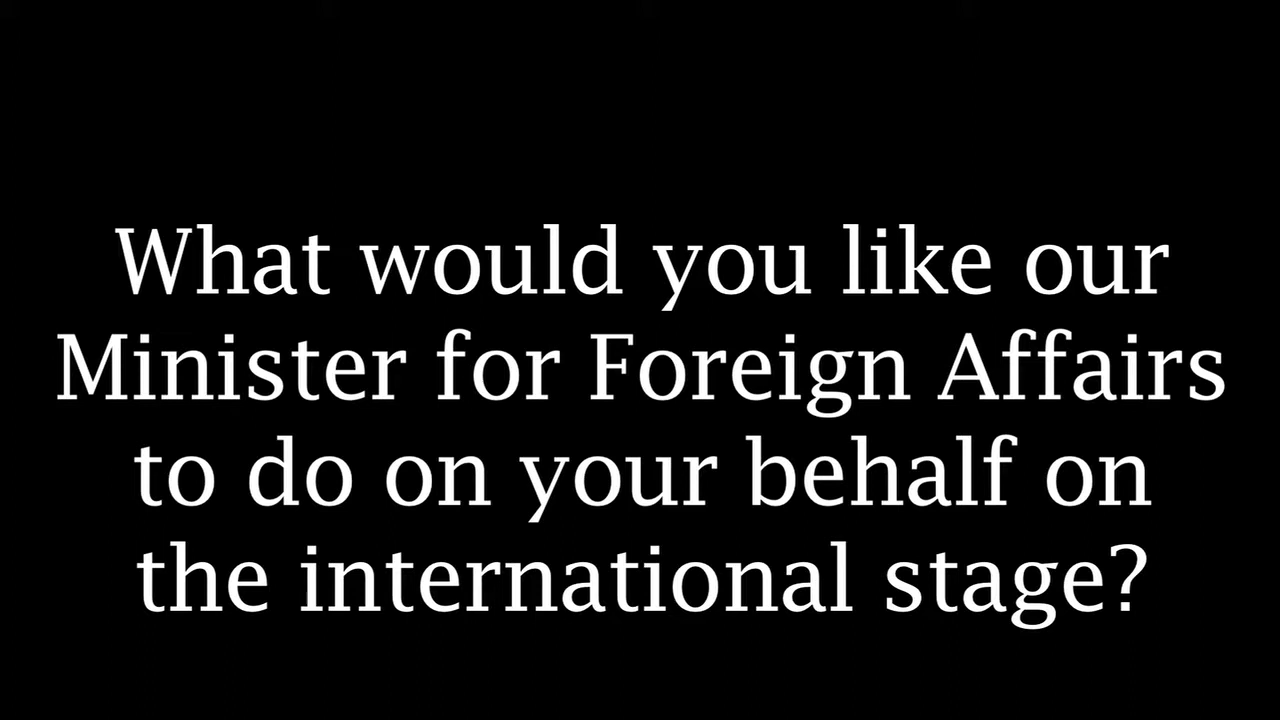 What would you like our
Minister for Foreign Affairs
to do on your behalf on
the international stage?